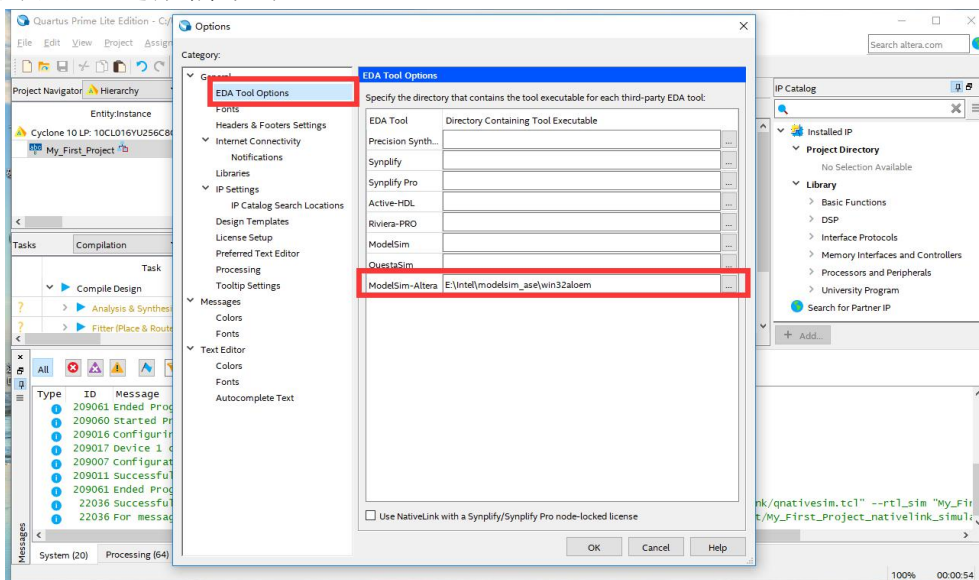 Quartus Prime Lite Edition - C:/
File Edit View Project Assign
Search altera.com
Project Navigator Hierarchy
Entity:Instance
Cyclone 10 LP: 10CL016YU256C8
My_First_Project
Tasks Compilation
Task
Compile Design
? Analysis & Synthesi
? Fitter (Place & Route
All
Type ID Message
209061 Ended Prog
209060 Started Pr
209016 Configurin
209017 Device 1 c
209007 Configurat
209011 Successful
209061 Ended Prog
22036 Successful
22036 For messag
Messages
System (20) Processing (64)
Options
Category:
General
EDA Tool Options
Fonts
Headers & Footers Settings
Internet Connectivity
Notifications
Libraries
IP Settings
IP Catalog Search Locations
Design Templates
License Setup
Preferred Text Editor
Processing
Tooltip Settings
Messages
Colors
Fonts
Text Editor
Colors
Fonts
Autocomplete Text
EDA Tool Options
Specify the directory that contains the tool executable for each third-party EDA tool:
EDA Tool Directory Containing Tool Executable
Precision Synth... ...
Synplify ...
Synplify Pro ...
Active-HDL ...
Riviera-PRO ...
ModelSim ...
QuestaSim ...
ModelSim-Altera E:\Intel\modelsim_ase\win32aloem ...
Use NativeLink with a Synplify/Synplify Pro node-locked license
OK Cancel Help
IP Catalog
Installed IP
Project Directory
No Selection Available
Library
Basic Functions
DSP
Interface Protocols
Memory Interfaces and Controllers
Processors and Peripherals
University Program
Search for Partner IP
+ Add...
nk/qnativesim.tcl" --rtl_sim "My_Fir
t/My_First_Project_nativelink_simula
100% 00:00:54